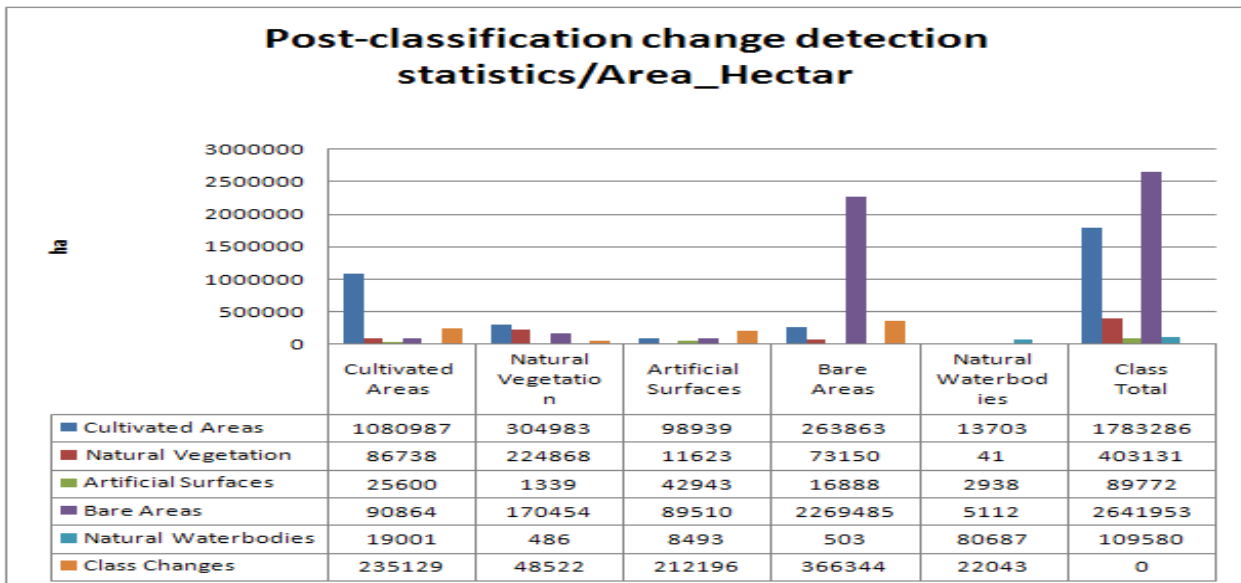 Post-classification change detection
statistics/Area_Hectar
ha
3000000
2500000
2000000
1500000
1000000
500000
0
Cultivated Areas Natural Vegetation Artificial Surfaces Bare Areas Natural Waterbodies Class Total
Cultivated Areas 1080987 304983 98939 263863 13703 1783286
Natural Vegetation 86738 224868 11623 73150 41 403131
Artificial Surfaces 25600 1339 42943 16888 2938 89772
Bare Areas 90864 170454 89510 2269485 5112 2641953
Natural Waterbodies 19001 486 8493 503 80687 109580
Class Changes 235129 48522 212196 366344 22043 0